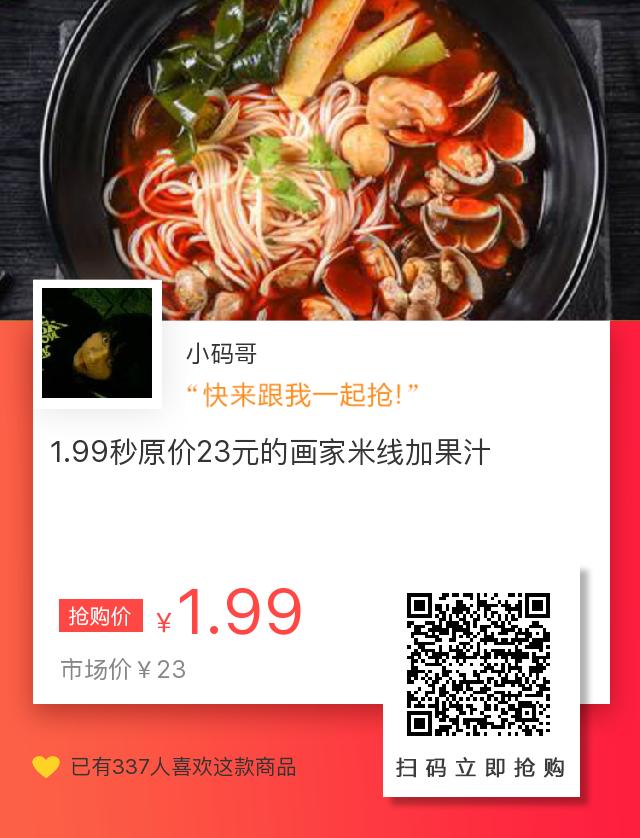 小码哥
“快来跟我一起抢!”
1.99秒原价23元的画家米线加果汁
抢购价 ¥1.99
市场价¥23
已有337人喜欢这款商品
扫码立即抢购